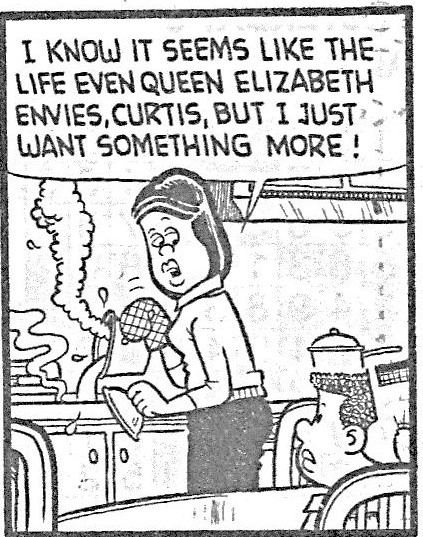 I KNOW IT SEEMS LIKE THE
LIFE EVEN QUEEN ELIZABETH
ENVIES, CURTIS, BUT I JUST
WANT SOMETHING MORE!